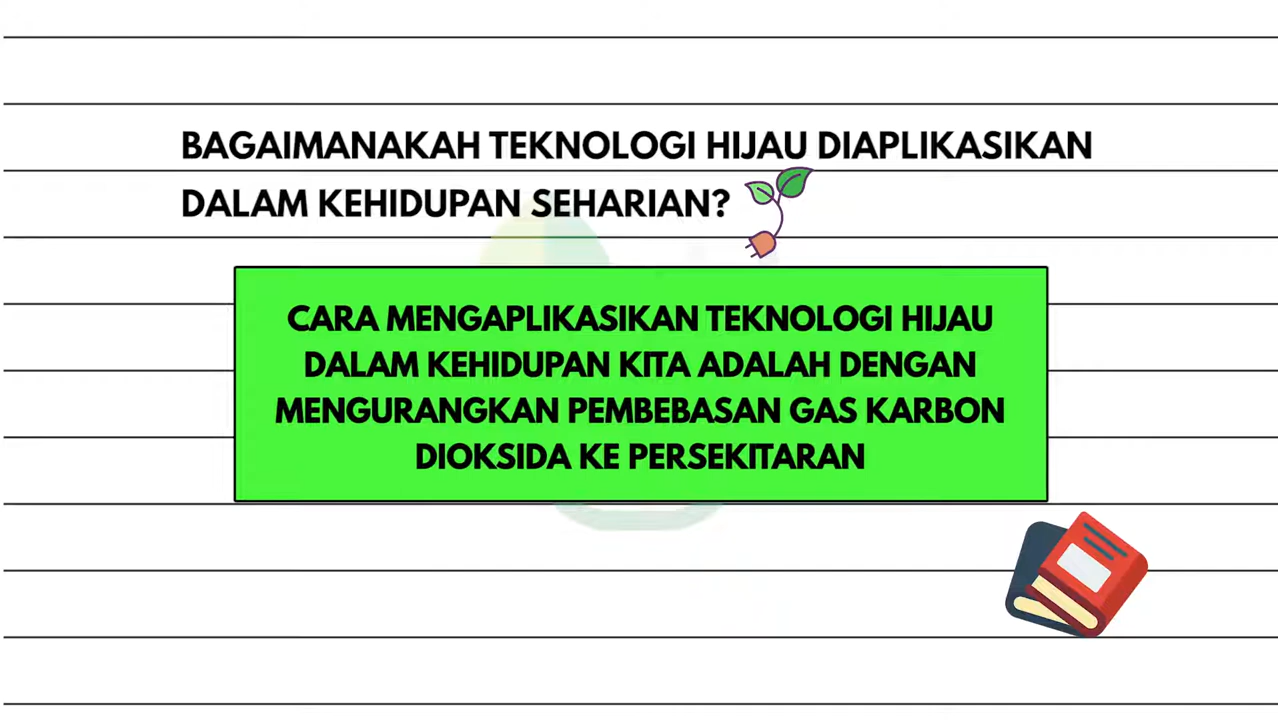 BAGAIMANAKAH TEKNOLOGI HIJAU DIAPLIKASIKAN
DALAM KEHIDUPAN SEHARIAN?
CARA MENGAPLIKASIKAN TEKNOLOGI HIJAU
DALAM KEHIDUPAN KITA ADALAH DENGAN
MENGURANGKAN PEMBEBASAN GAS KARBON
DIOKSIDA KE PERSEKITARAN